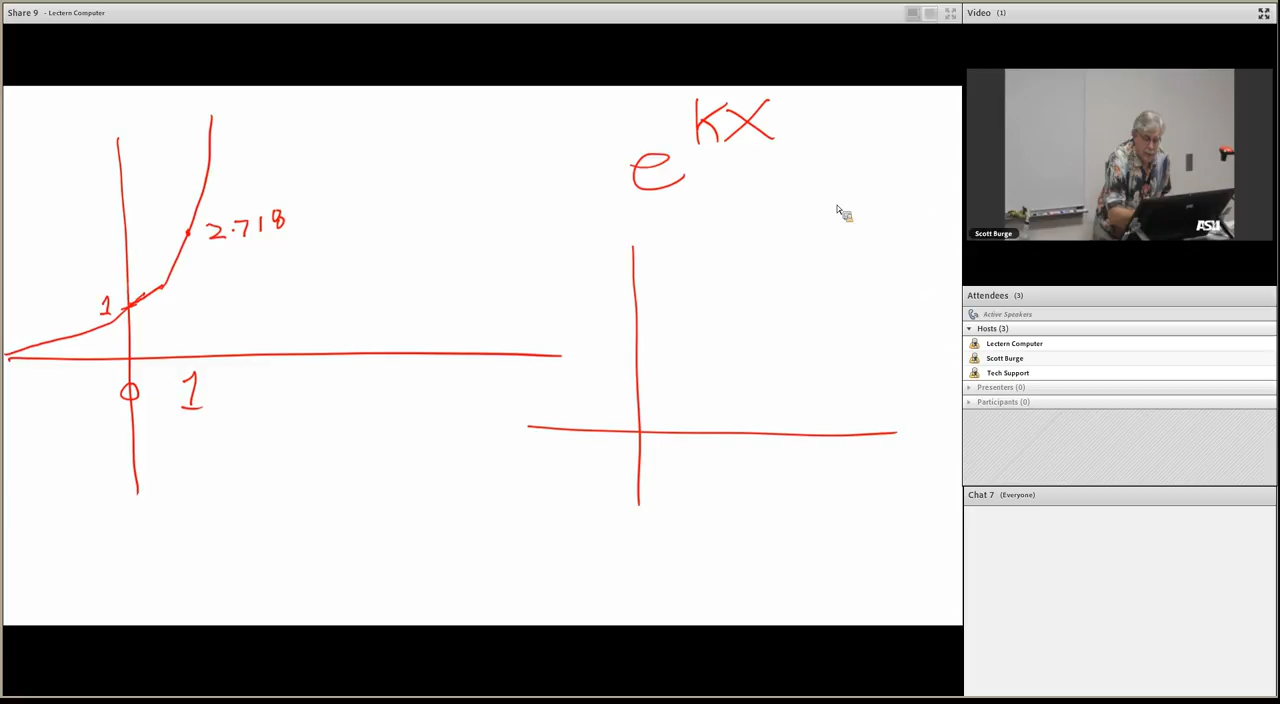 Share 9 - Lectern Computer
Video (1)
KX
e
2.718
1
0
1
ASU
Scott Burge
Attendees (3)
Active Speakers
Hosts (3)
Lectern Computer
Scott Burge
Tech Support
Presenters (0)
Participants (0)
Chat 7 (Everyone)